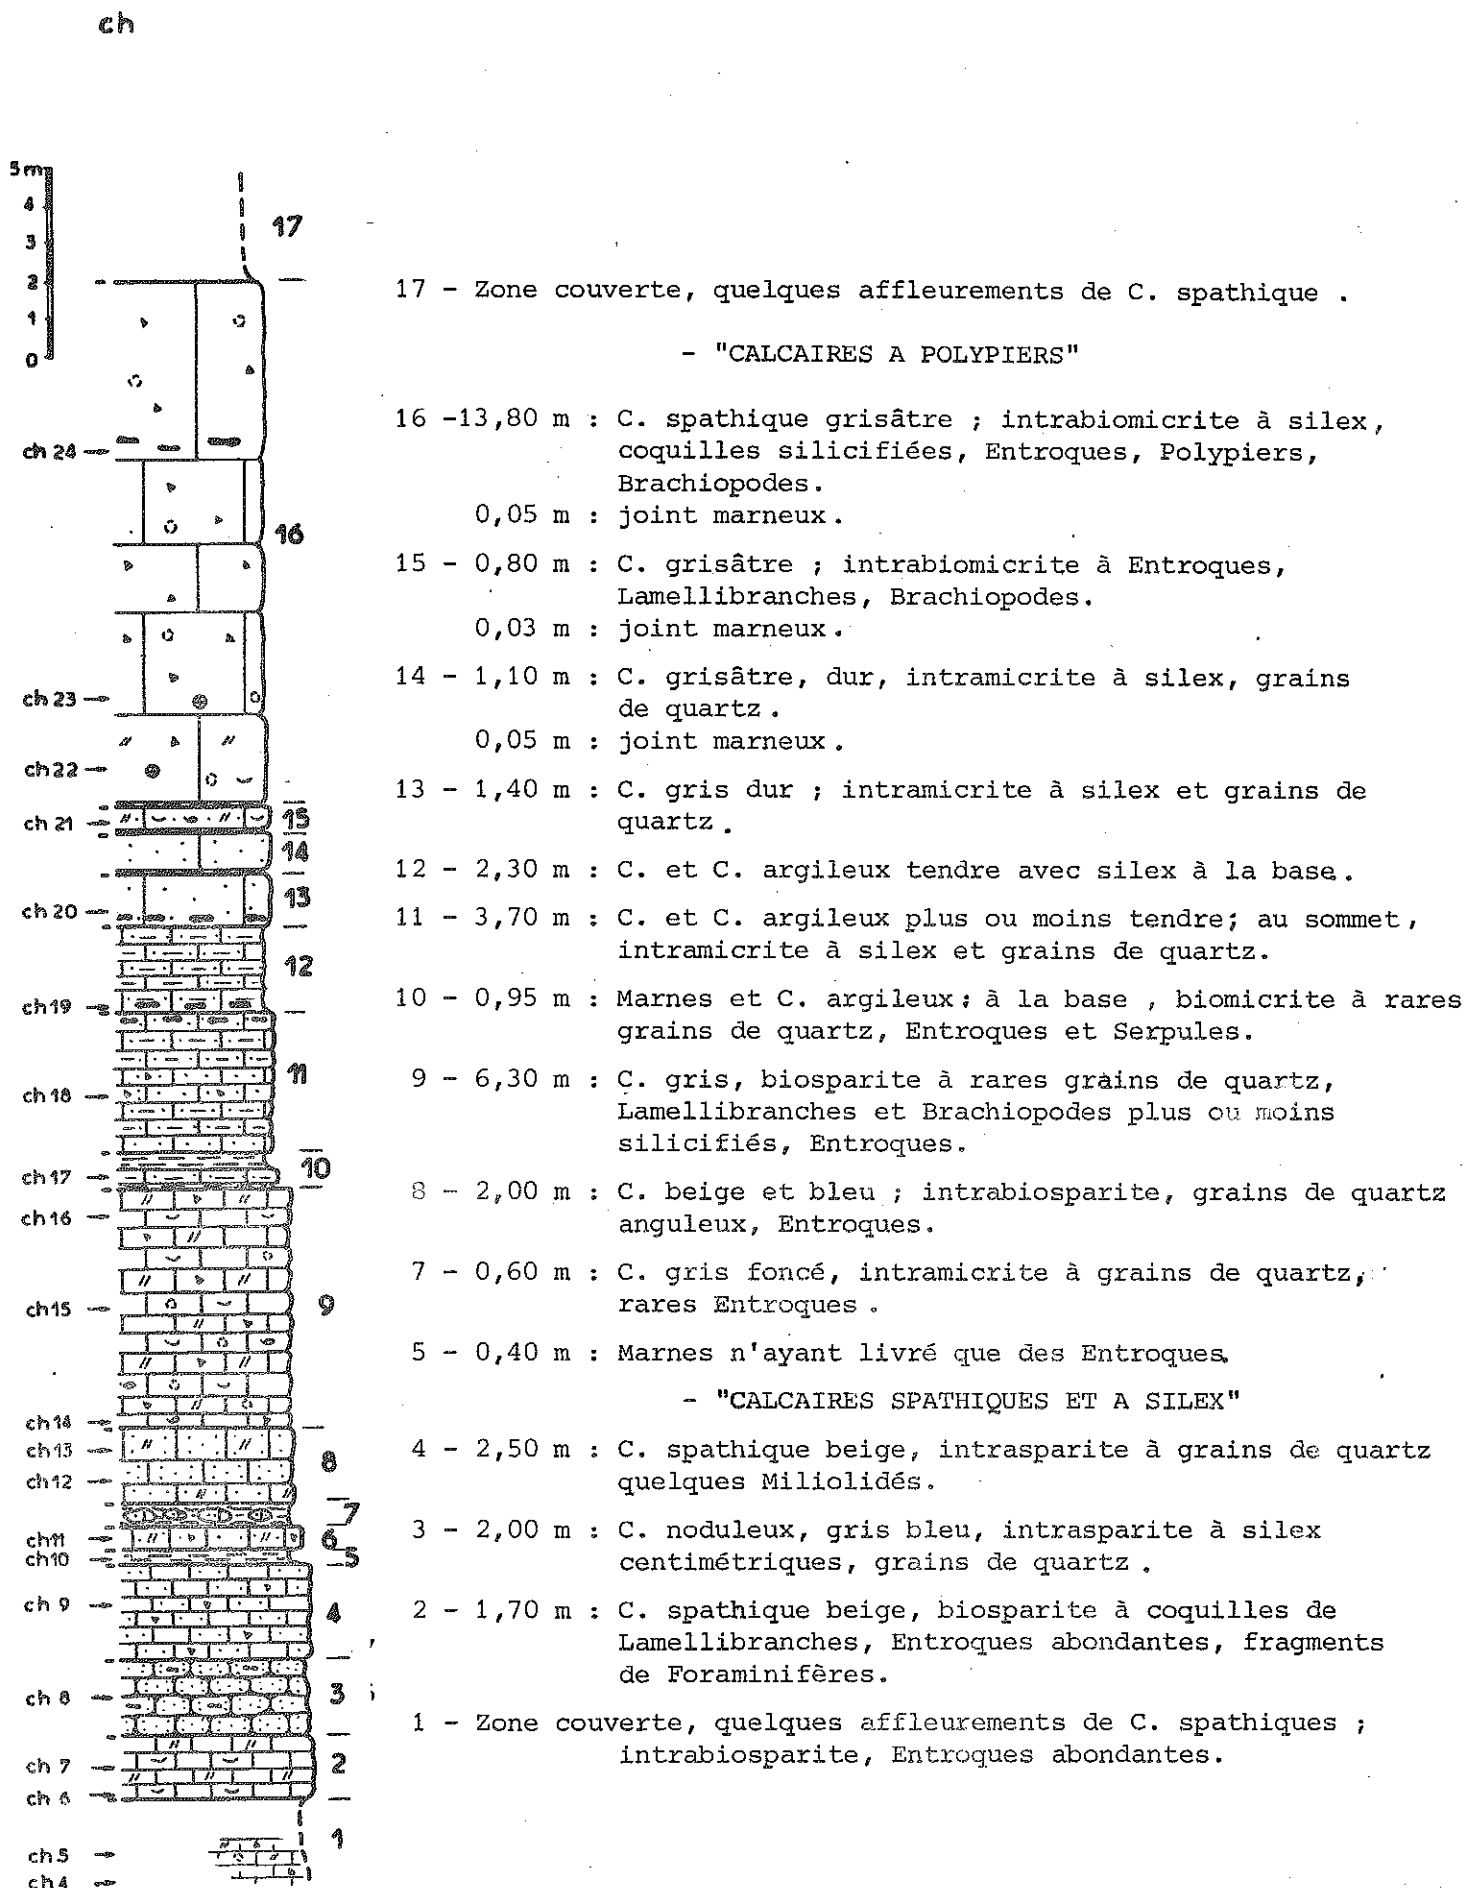 ch
5m
4
3
2
1
0
17
ch 24
16
ch 23
ch 22
ch 21
15
14
13
ch 20
12
ch 19
11
ch 18
10
ch 17
ch 16
9
ch 15
ch 14
ch 13
8
ch 12
7
ch 11
6
ch 10
5
ch 9
4
ch 8
3
ch 7
2
ch 6
1
ch 5
ch 4
17 - Zone couverte, quelques affleurements de C. spathique .
- "CALCAIRES A POLYPIERS"
16 -13,80 m : C. spathique grisâtre ; intrabiomicrite à silex,
coquilles silicifiées, Entroques, Polypiers,
Brachiopodes.
0,05 m : joint marneux.
15 - 0,80 m : C. grisâtre ; intrabiomicrite à Entroques,
Lamellibranches, Brachiopodes.
0,03 m : joint marneux.
14 - 1,10 m : C. grisâtre, dur, intramicrite à silex, grains
de quartz .
0,05 m : joint marneux.
13 - 1,40 m : C. gris dur ; intramicrite à silex et grains de
quartz .
12 - 2,30 m : C. et C. argileux tendre avec silex à la base.
11 - 3,70 m : C. et C. argileux plus ou moins tendre; au sommet,
intramicrite à silex et grains de quartz.
10 - 0,95 m : Marnes et C. argileux; à la base , biomicrite à rares
grains de quartz, Entroques et Serpules.
9 - 6,30 m : C. gris, biosparite à rares grains de quartz,
Lamellibranches et Brachiopodes plus ou moins
silicifiés, Entroques.
8 - 2,00 m : C. beige et bleu ; intrabiosparite, grains de quartz
anguleux, Entroques.
7 - 0,60 m : C. gris foncé, intramicrite à grains de quartz,
rares Entroques .
5 - 0,40 m : Marnes n'ayant livré que des Entroques.
- "CALCAIRES SPATHIQUES ET A SILEX"
4 - 2,50 m : C. spathique beige, intrasparite à grains de quartz
quelques Miliolidés.
3 - 2,00 m : C. noduleux, gris bleu, intrasparite à silex
centimétriques, grains de quartz .
2 - 1,70 m : C. spathique beige, biosparite à coquilles de
Lamellibranches, Entroques abondantes, fragments
de Foraminifères.
1 - Zone couverte, quelques affleurements de C. spathiques ;
intrabiosparite, Entroques abondantes.